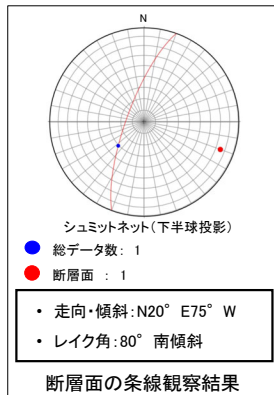 N
シュミットネット(下半球投影)
総データ数: 1
断層面 : 1
• 走向・傾斜:N20° E75° W
• レイク角:80° 南傾斜
断層面の条線観察結果